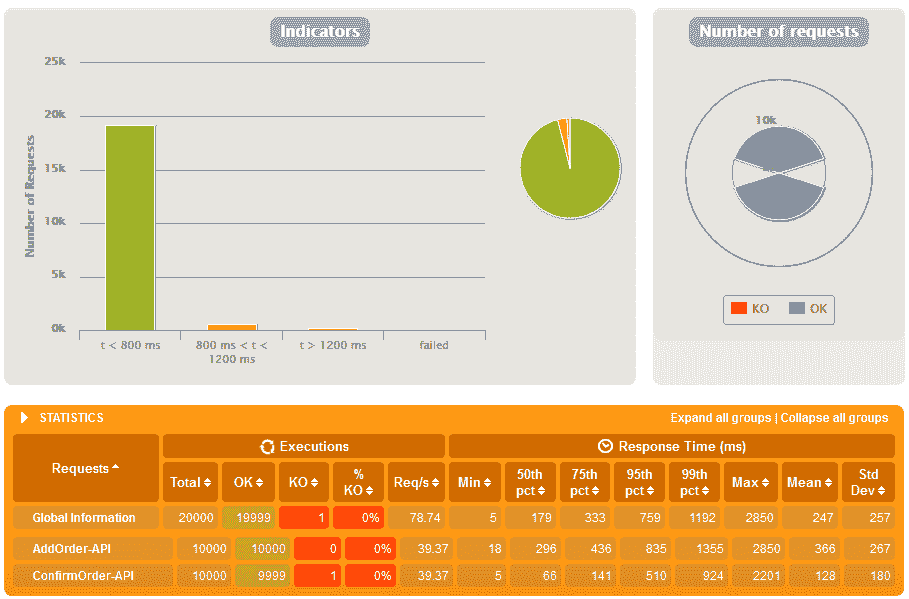 Indicators
25k
20k
15k
10k
5k
0k
Number of Requests
t < 800 ms
800 ms < t < 1200 ms
t > 1200 ms
failed
Number of requests
10k
KO OK
STATISTICS Expand all groups | Collapse all groups
Requests Executions Response Time (ms)
Total OK KO % KO Req/s Min 50th pct 75th pct 95th pct 99th pct Max Mean Std Dev
Global Information 20000 19999 1 0% 78.74 5 179 333 759 1192 2850 247 257
AddOrder-API 10000 10000 0 0% 39.37 18 296 436 835 1355 2850 366 267
ConfirmOrder-API 10000 9999 1 0% 39.37 5 66 141 510 924 2201 128 180